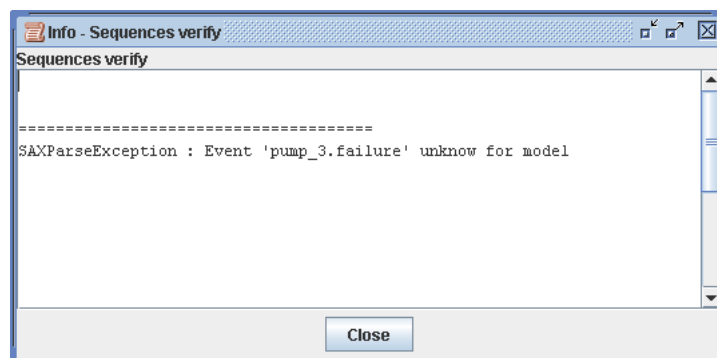 Info - Sequences verify
Sequences verify
======================================
SAXParseException : Event 'pump_3.failure' unknow for model
Close